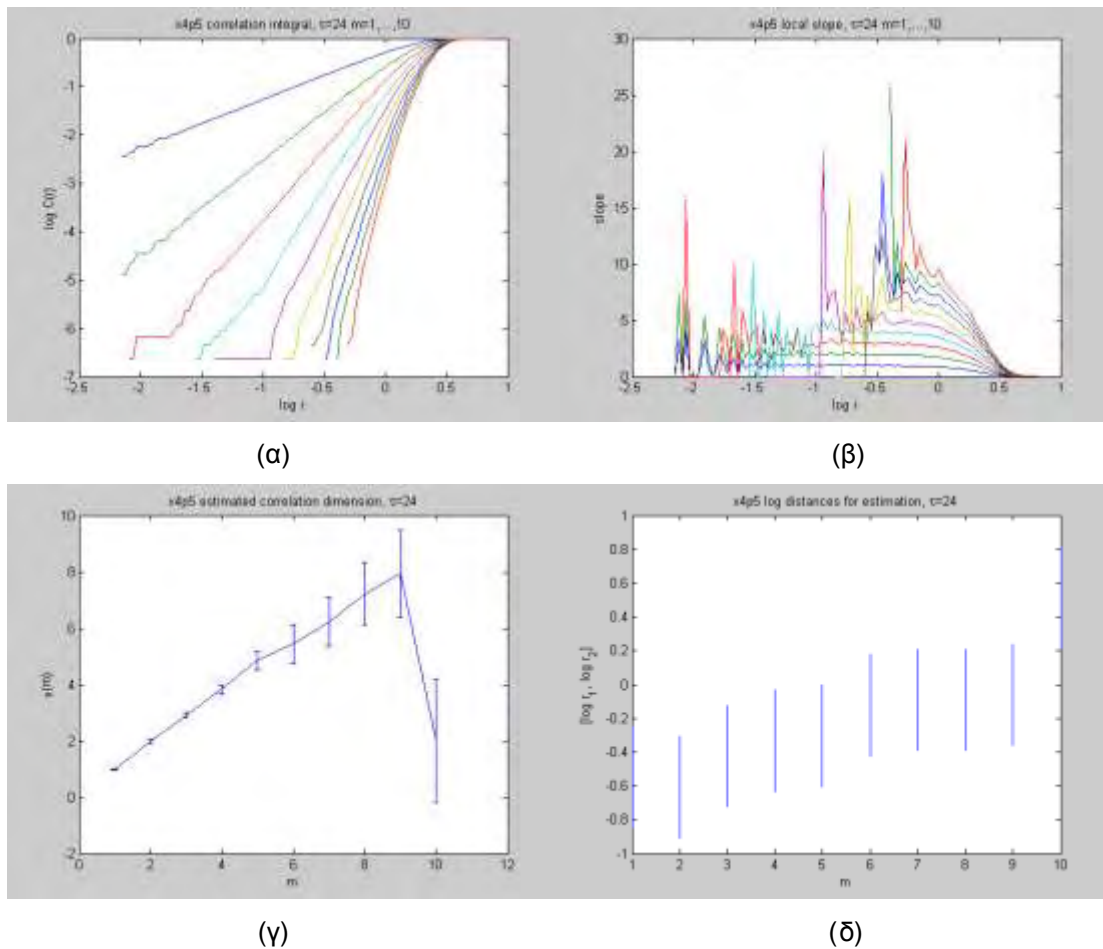 x4p5 correlation integral, τ=24 m=1,...,10
0
-1
-2
-3
-4
-5
-6
-7
log C(r)
-2.5 -2 -1.5 -1 -0.5 0 0.5 1
log r
x4p5 local slope, τ=24 m=1,...,10
30
25
20
15
10
5
0
slope
-2.5 -2 -1.5 -1 -0.5 0 0.5 1
log r
(α)
(β)
x4p5 estimated correlation dimension, τ=24
10
8
6
4
2
0
-2
v(m)
0 2 4 6 8 10 12
m
x4p5 log distances for estimation, τ=24
1
0.8
0.6
0.4
0.2
0
-0.2
-0.4
-0.6
-0.8
-1
[log r1 , log r2]
1 2 3 4 5 6 7 8 9 10
m
(γ)
(δ)